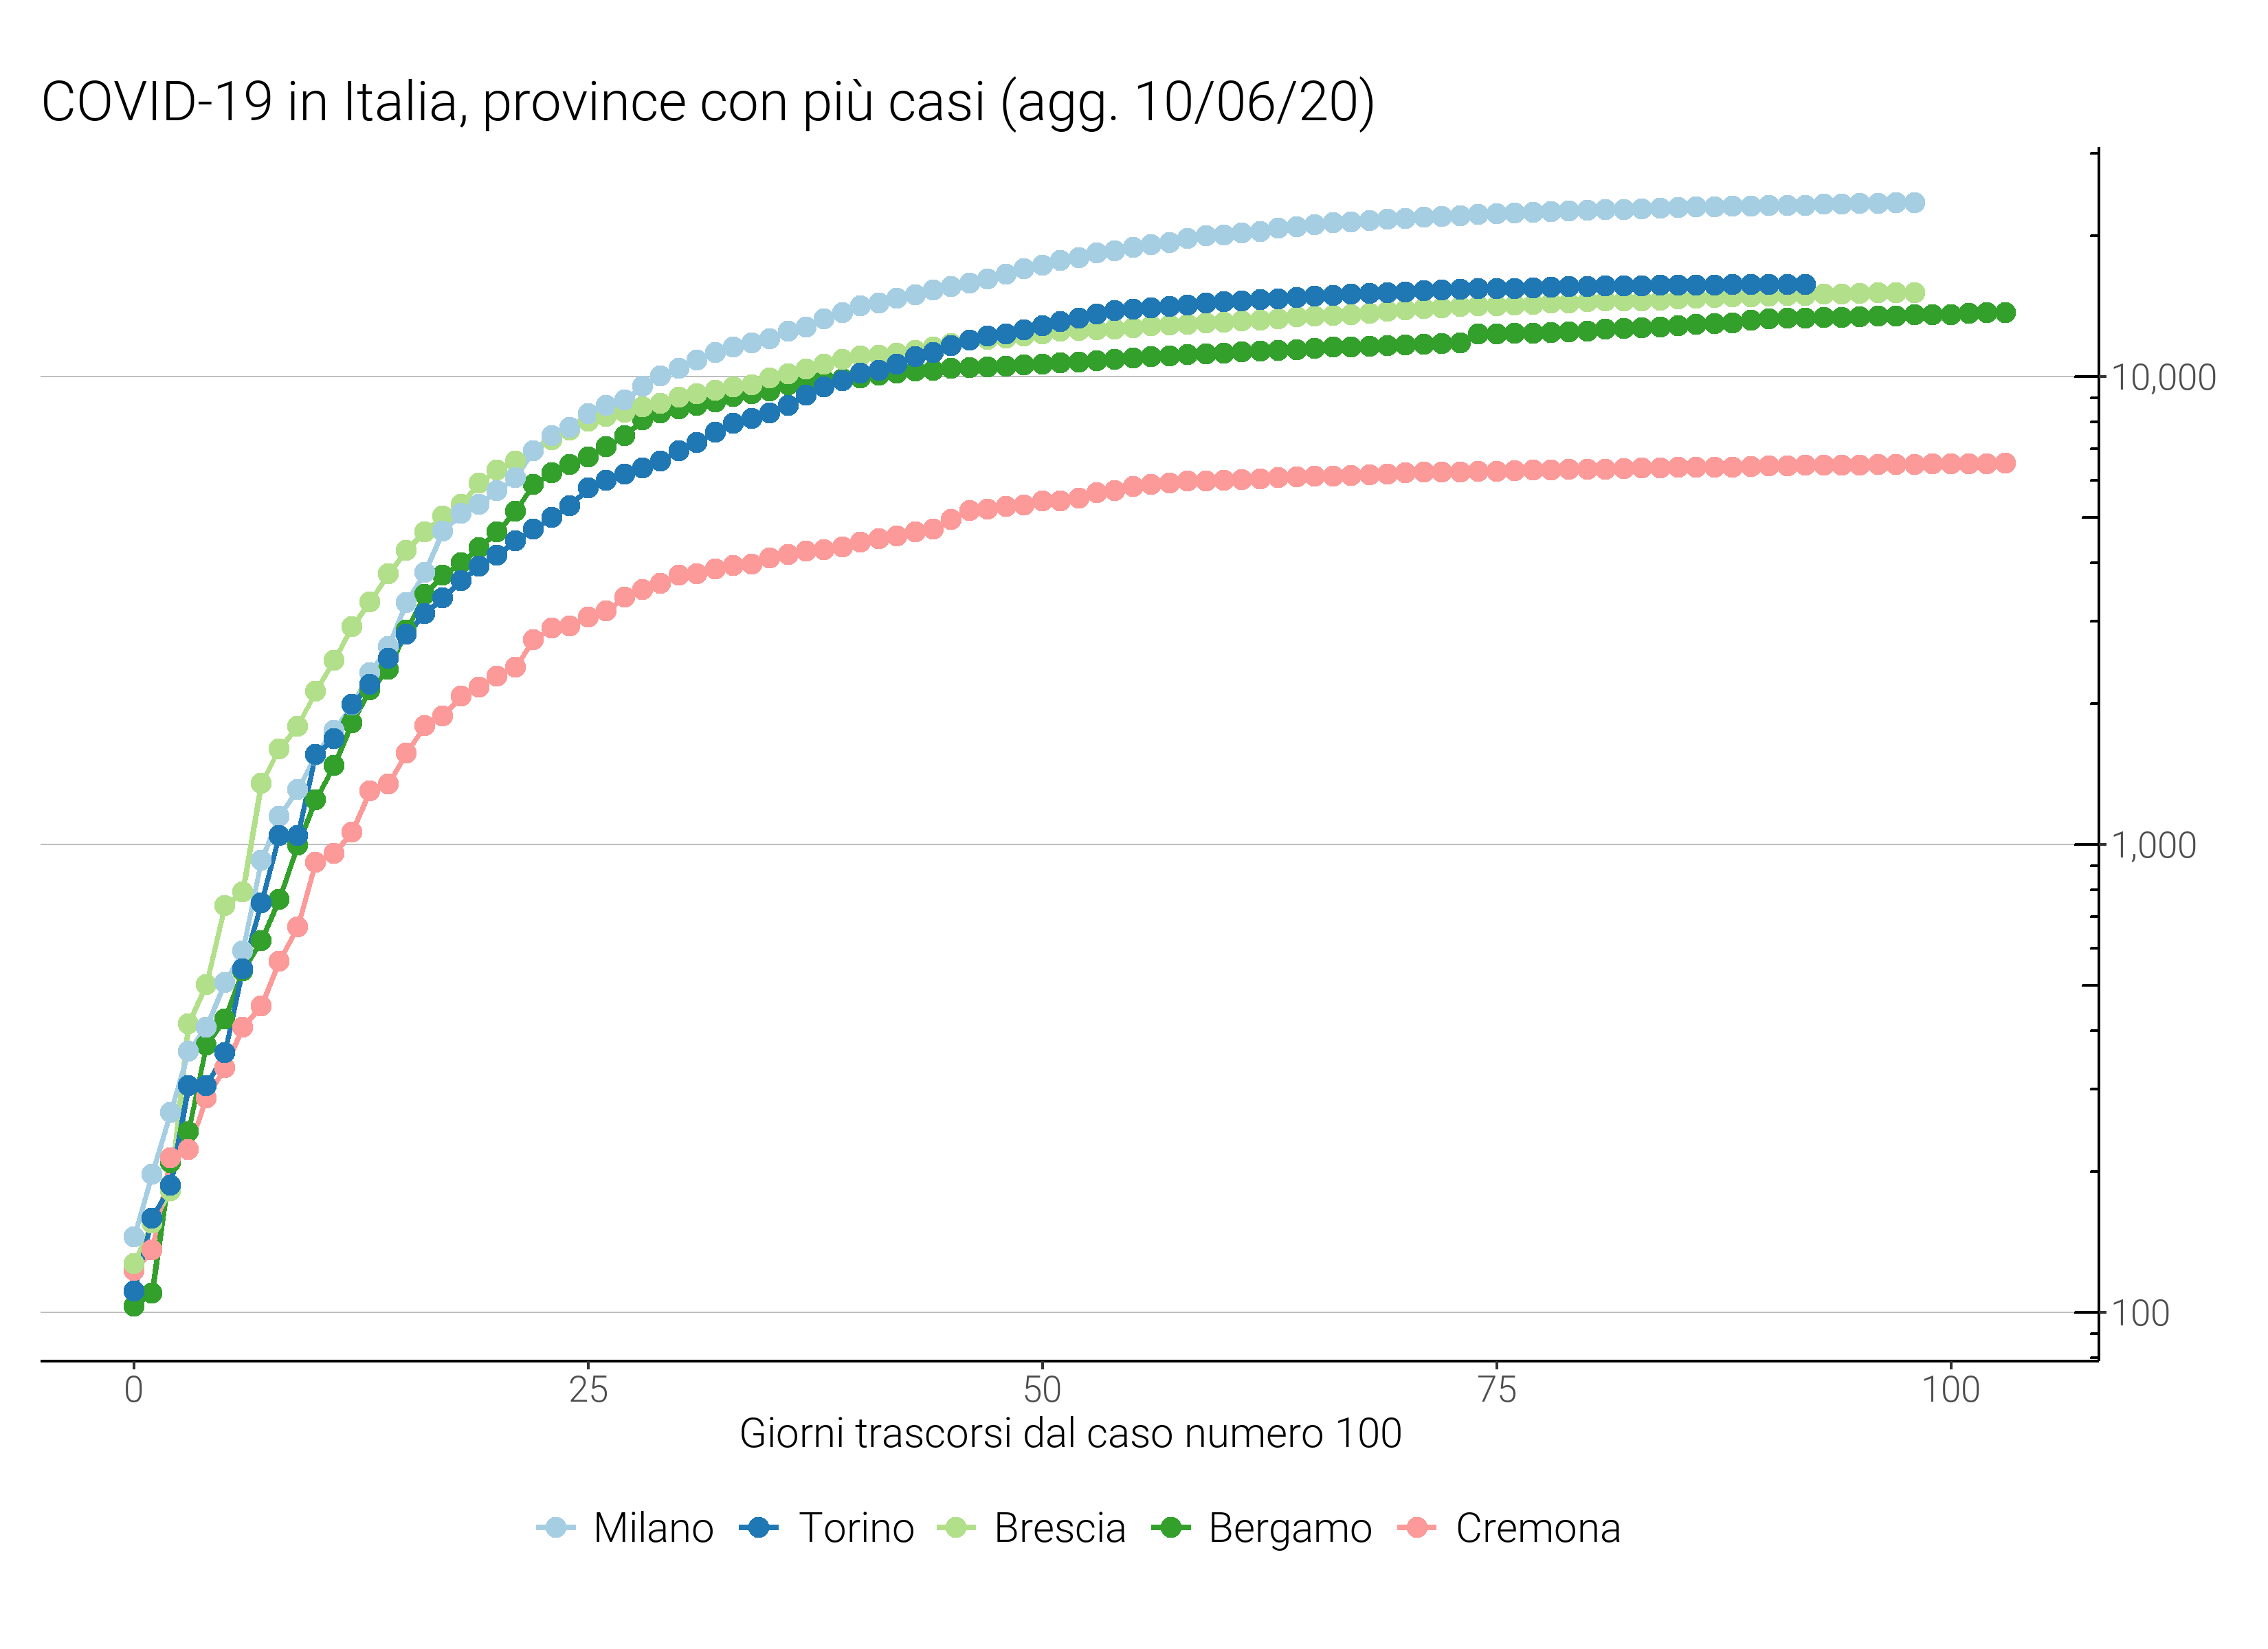 COVID-19 in Italia, province con più casi (agg. 10/06/20)
10,000
1,000
100
0 25 50 75 100
Giorni trascorsi dal caso numero 100
Milano Torino Brescia Bergamo Cremona